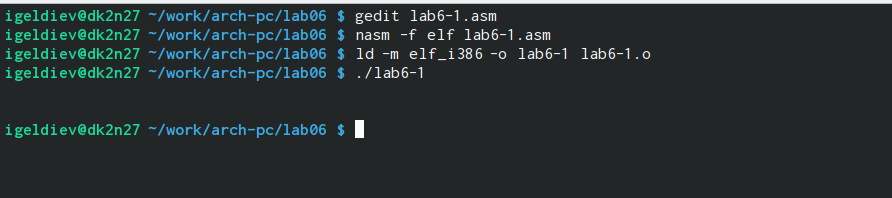 igeldiev@dk2n27 ~/work/arch-pc/lab06 $ gedit lab6-1.asm
igeldiev@dk2n27 ~/work/arch-pc/lab06 $ nasm -f elf lab6-1.asm
igeldiev@dk2n27 ~/work/arch-pc/lab06 $ ld -m elf_i386 -o lab6-1 lab6-1.o
igeldiev@dk2n27 ~/work/arch-pc/lab06 $ ./lab6-1
igeldiev@dk2n27 ~/work/arch-pc/lab06 $